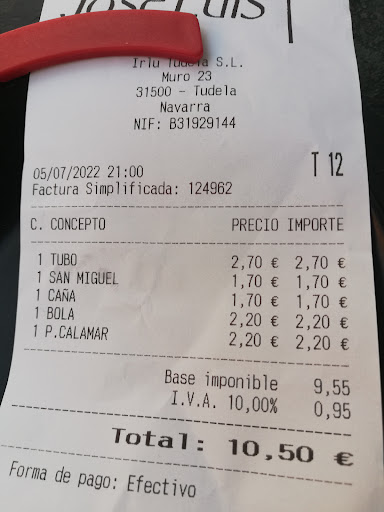 José Luis
Irlu Tudela S.L.
Muro 23
31500 - Tudela
Navarra
NIF: B31929144
T 12
05/07/2022 21:00
Factura Simplificada: 124962
C. CONCEPTO PRECIO IMPORTE
1 TUBO 2,70 € 2,70 €
1 SAN MIGUEL 1,70 € 1,70 €
1 CAÑA 1,70 € 1,70 €
1 BOLA 2,20 € 2,20 €
1 P.CALAMAR 2,20 € 2,20 €
Base imponible 9,55
I.V.A. 10,00% 0,95
Total: 10,50 €
Forma de pago: Efectivo